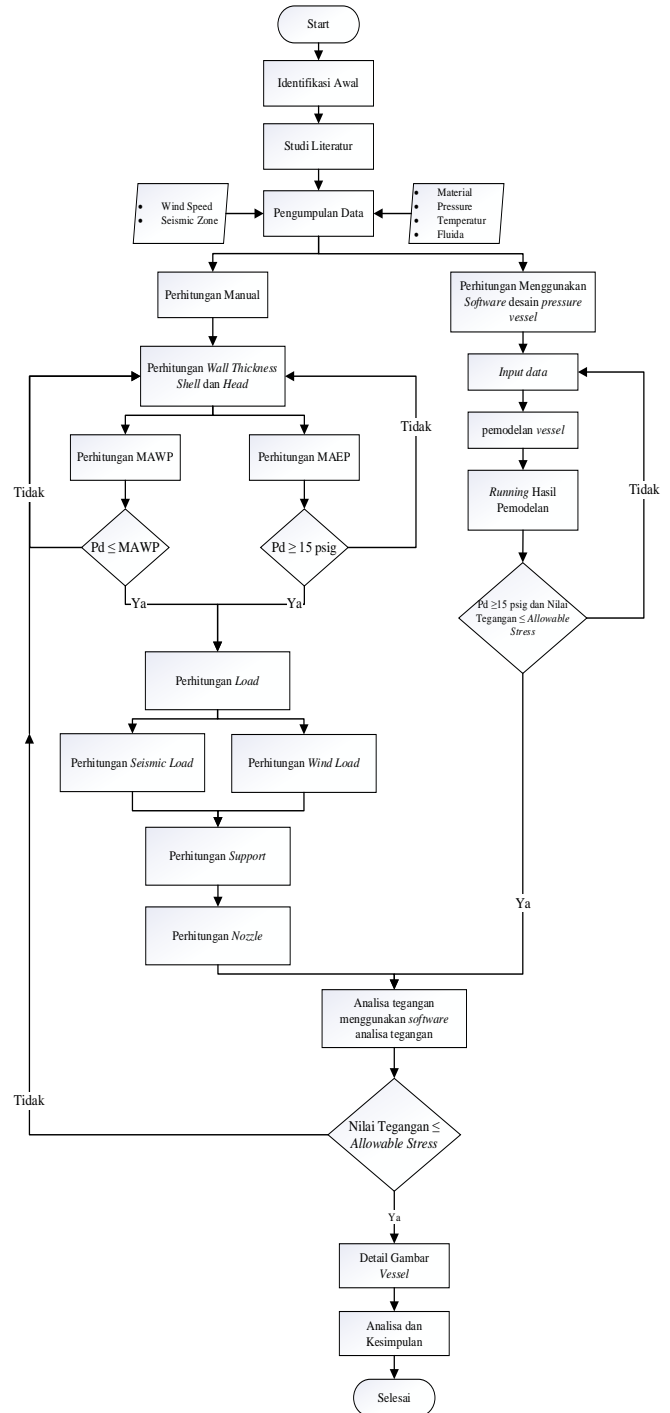 Start
Identifikasi Awal
Studi Literatur
• Wind Speed
• Seismic Zone
Pengumpulan Data
• Material
• Pressure
• Temperatur
• Fluida
Perhitungan Manual
Perhitungan Menggunakan
Software desain pressure
vessel
Perhitungan Wall Thickness
Shell dan Head
Input data
Tidak
Perhitungan MAWP
Perhitungan MAEP
pemodelan vessel
Tidak
Running Hasil
Pemodelan
Tidak
Pd ≤ MAWP
Pd ≥ 15 psig
Pd ≥15 psig dan Nilai
Tegangan ≤ Allowable
Stress
Ya
Ya
Perhitungan Load
Perhitungan Seismic Load
Perhitungan Wind Load
Perhitungan Support
Ya
Perhitungan Nozzle
Analisa tegangan
menggunakan software
analisa tegangan
Tidak
Nilai Tegangan ≤
Allowable Stress
Ya
Detail Gambar
Vessel
Analisa dan
Kesimpulan
Selesai